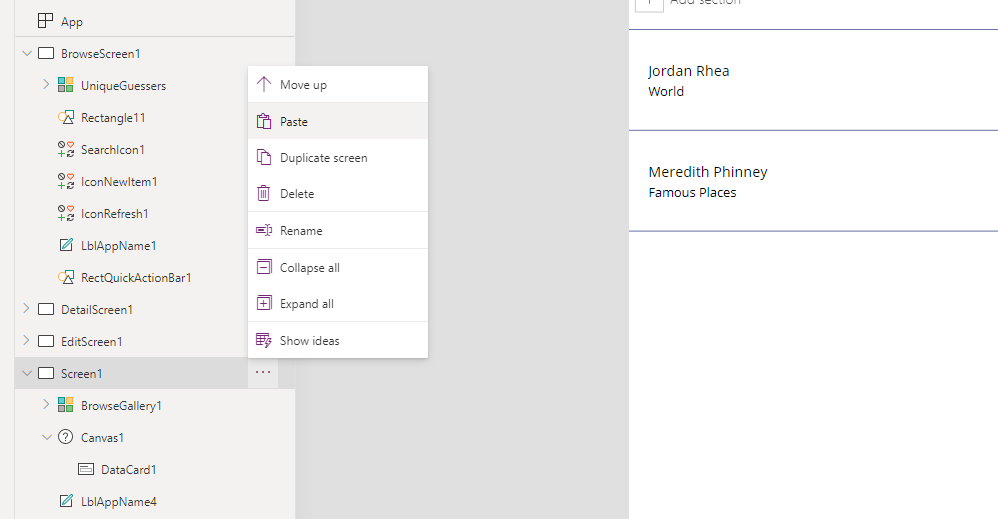 App
BrowseScreen1
UniqueGuessers
Rectangle11
SearchIcon1
IconNewItem1
IconRefresh1
LblAppName1
RectQuickActionBar1
DetailScreen1
EditScreen1
Screen1
BrowseGallery1
Canvas1
DataCard1
LblAppName4
Move up
Paste
Duplicate screen
Delete
Rename
Collapse all
Expand all
Show ideas
Add section
Jordan Rhea
World
Meredith Phinney
Famous Places